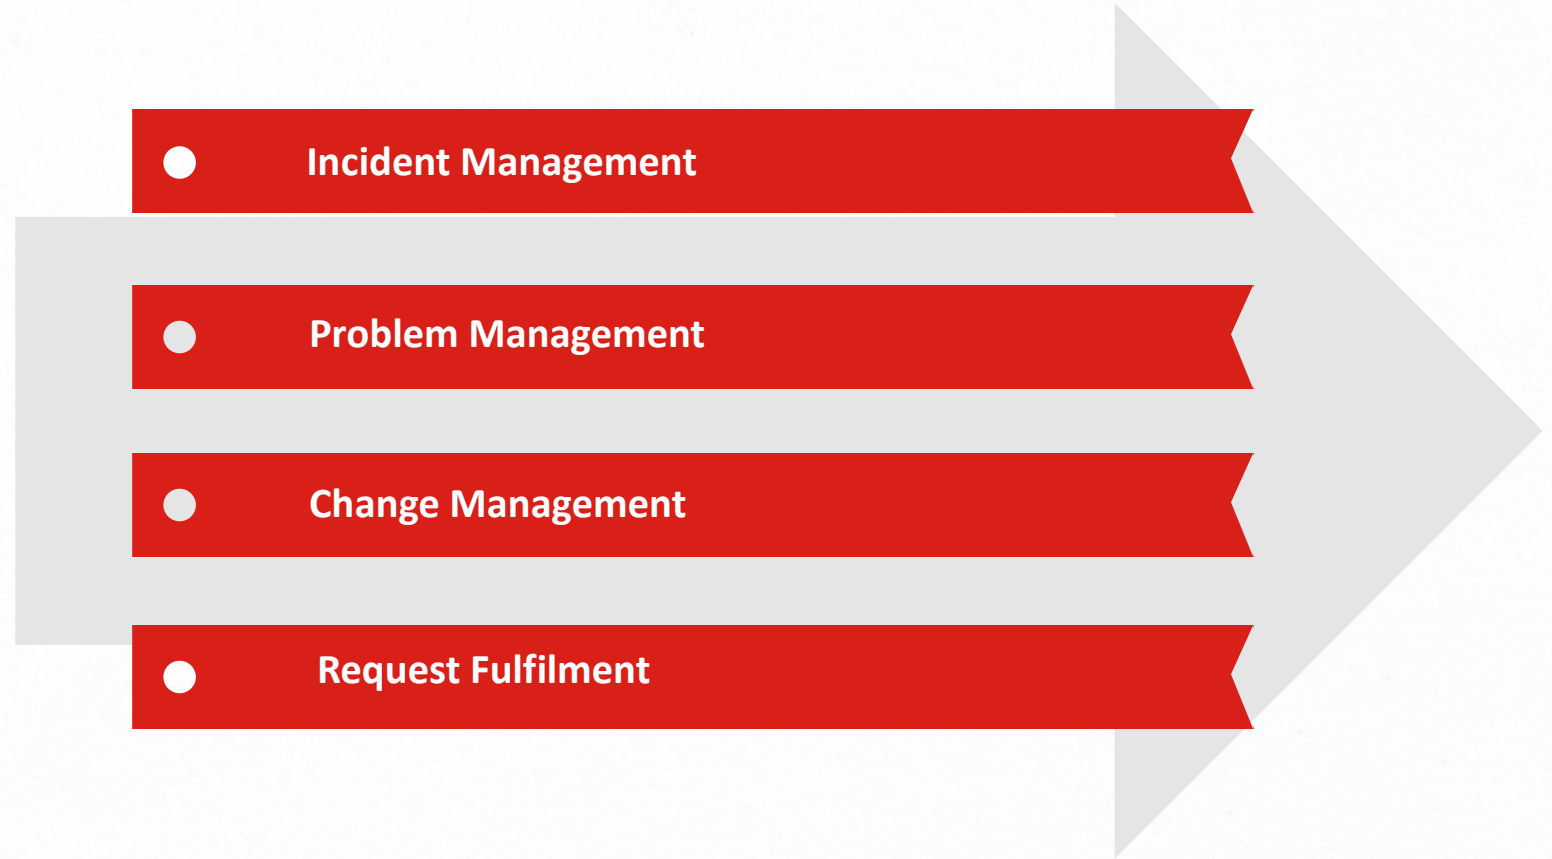 Incident Management
Problem Management
Change Management
Request Fulfilment